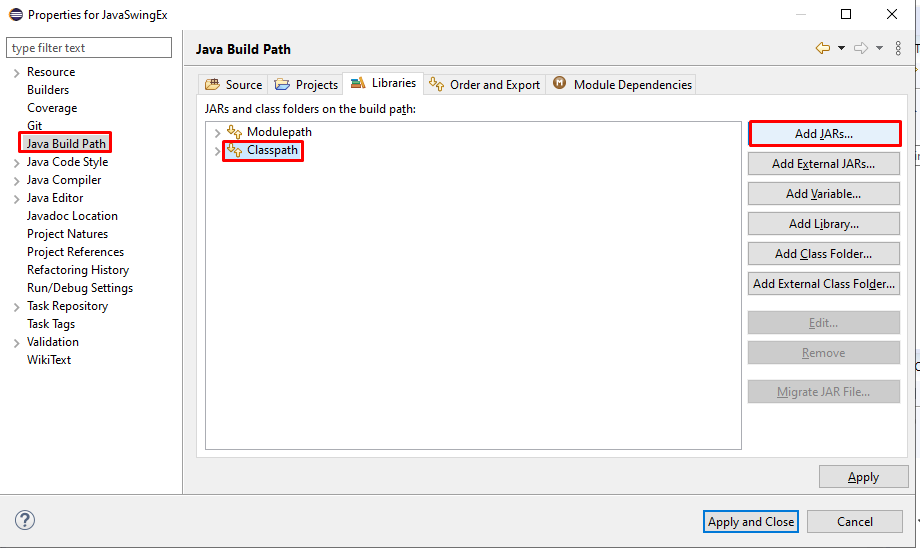 Properties for JavaSwingEx
type filter text
Resource
Builders
Coverage
Git
Java Build Path
Java Code Style
Java Compiler
Java Editor
Javadoc Location
Project Natures
Project References
Refactoring History
Run/Debug Settings
Task Repository
Task Tags
Validation
WikiText
Java Build Path
Source Projects Libraries Order and Export Module Dependencies
JARs and class folders on the build path:
Modulepath
Classpath
Add JARs...
Add External JARs...
Add Variable...
Add Library...
Add Class Folder...
Add External Class Folder...
Edit...
Remove
Migrate JAR File...
Apply
Apply and Close Cancel